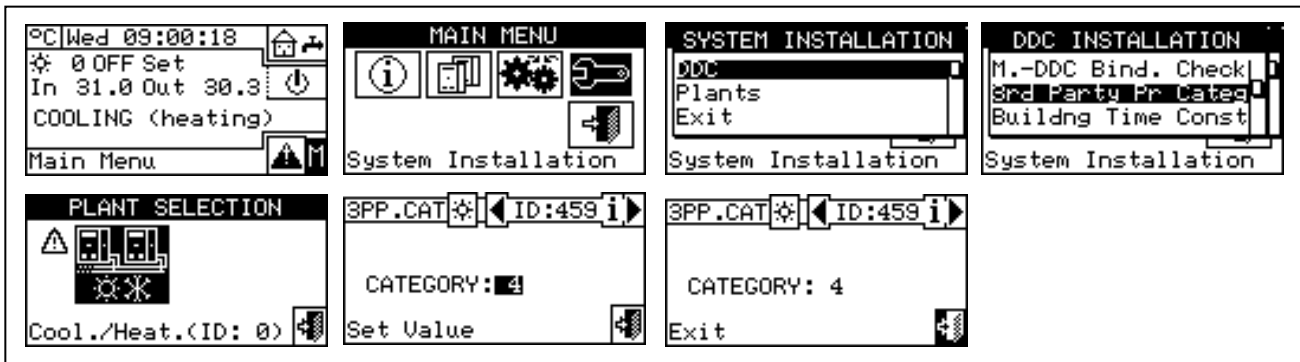 °C Wed 09:00:18
0 OFF Set
In 31.0 Out 30.3
COOLING (heating)
Main Menu M
MAIN MENU
i
System Installation
SYSTEM INSTALLATION
DDC
Plants
Exit
System Installation
DDC INSTALLATION
M.-DDC Bind. Check
3rd Party Pr Categ
Buildng Time Const
System Installation
PLANT SELECTION
Cool./Heat.(ID: 0)
3PP.CAT ID:459 i
CATEGORY: 4
Set Value
3PP.CAT ID:459 i
CATEGORY: 4
Exit